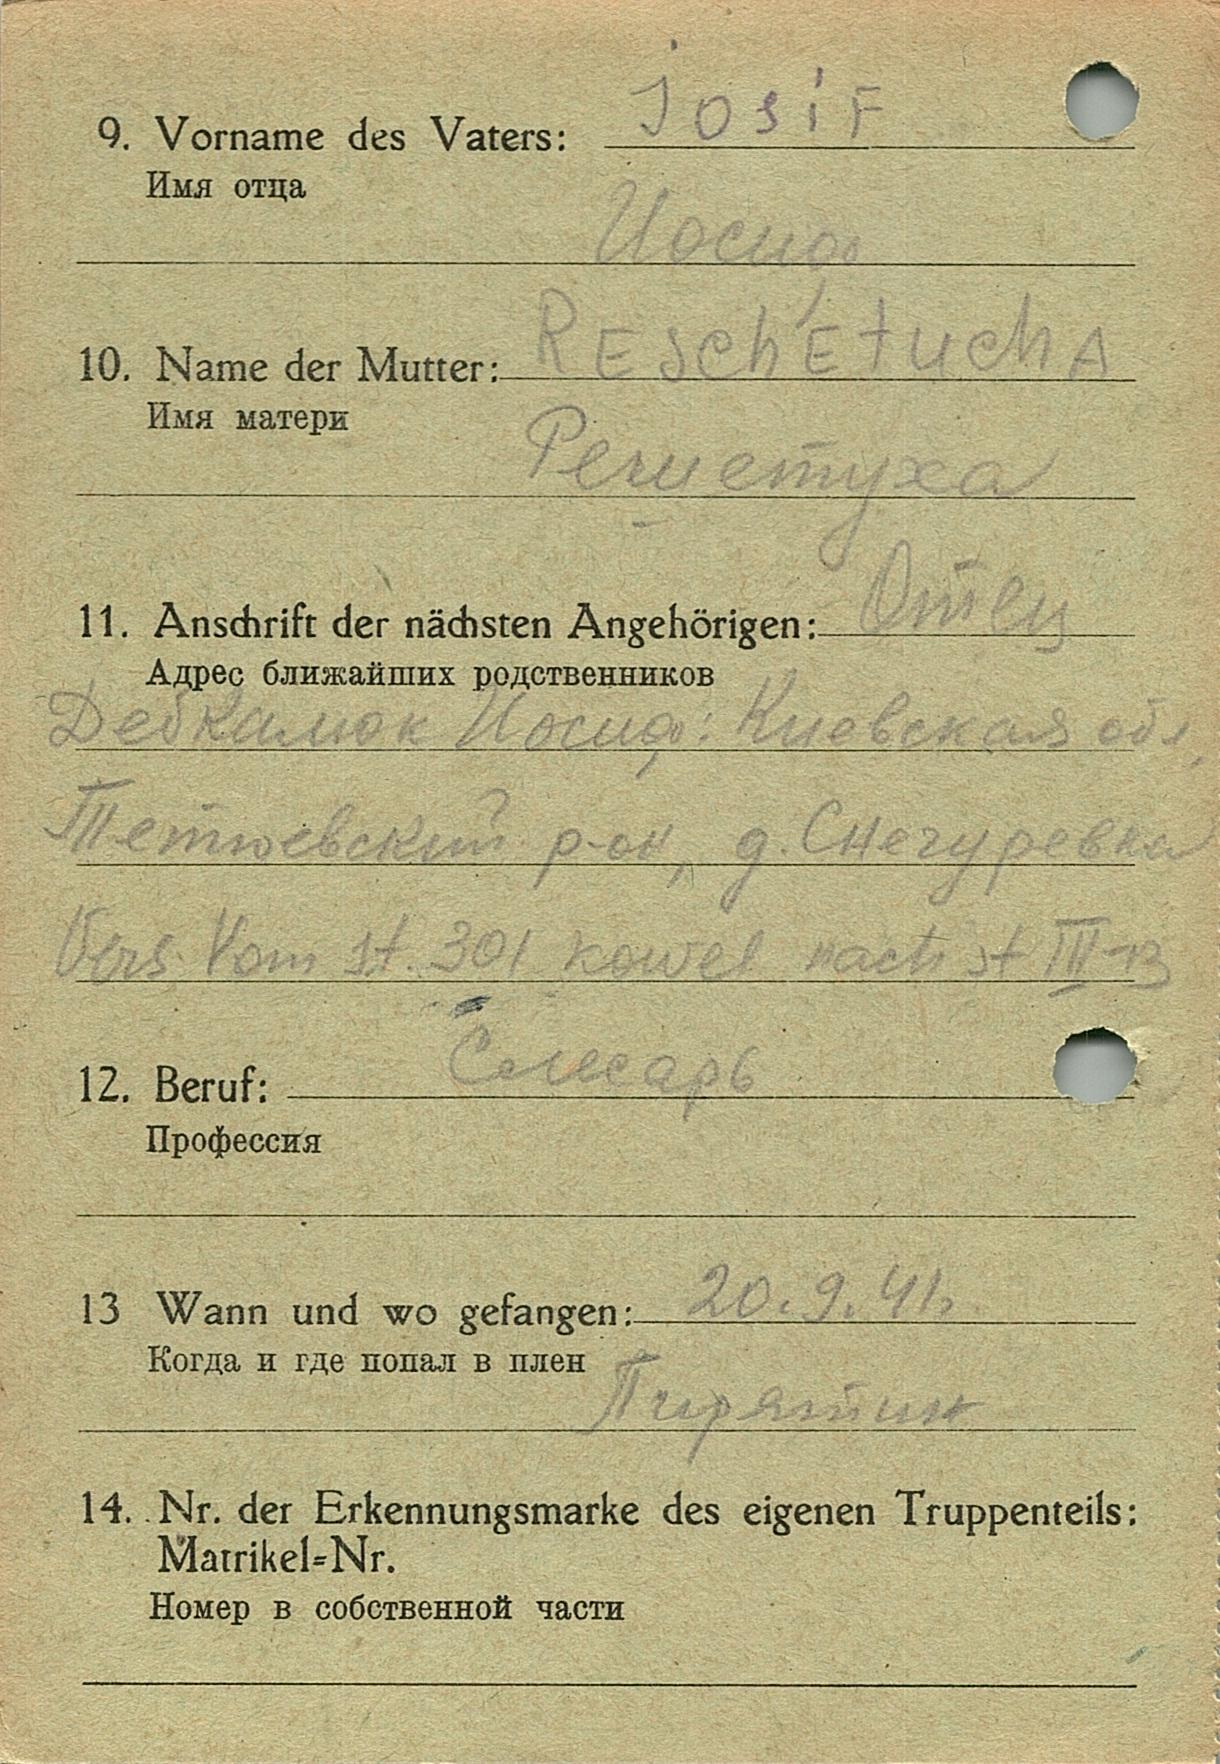 9. Vorname des Vaters: Josif
Имя отца
Иосиф
10. Name der Mutter: RESchETuchA
Имя матери
Решетуха
11. Anschrift der nächsten Angehörigen: Отец
Адрес ближайших родственников
Иосиф: Киевская обл,
Тетиевский р-он, д. Снегуревка
Vers. Vom st. 301 kowel nach st III-B
12. Beruf: Слесарь
Профессия
13 Wann und wo gefangen: 20.9.41.
Когда и где попал в плен
Пирятин
14. Nr. der Erkennungsmarke des eigenen Truppenteils:
Matrikel=Nr.
Номер в собственной части